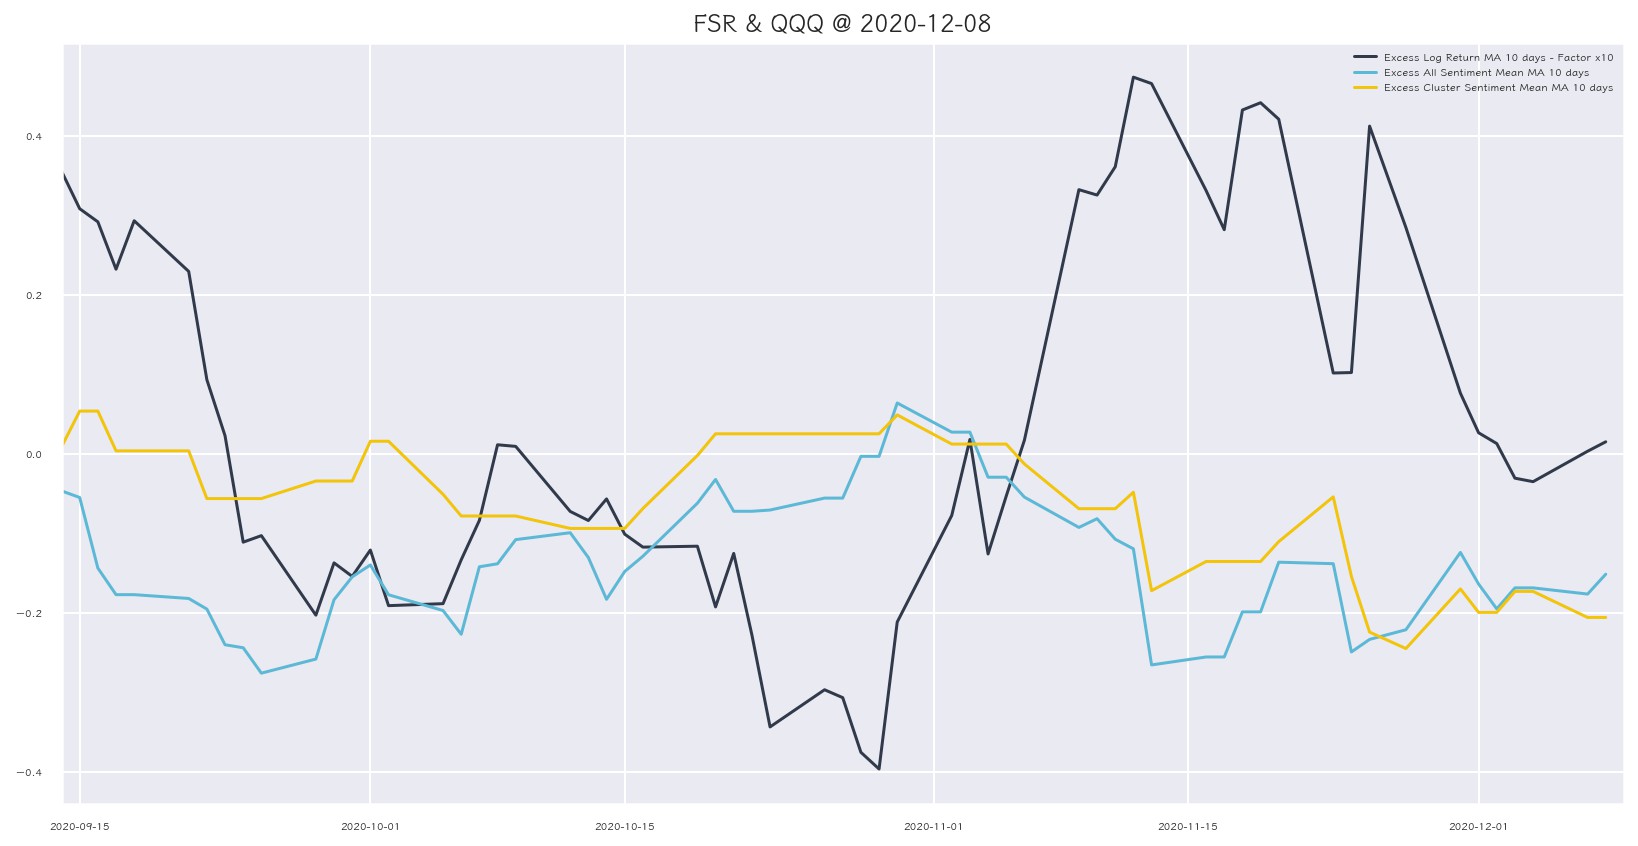 FSR & QQQ @ 2020-12-08
Excess Log Return MA 10 days - Factor x10
Excess All Sentiment Mean MA 10 days
Excess Cluster Sentiment Mean MA 10 days
0.4
0.2
0.0
−0.2
−0.4
2020-09-15 2020-10-01 2020-10-15 2020-11-01 2020-11-15 2020-12-01